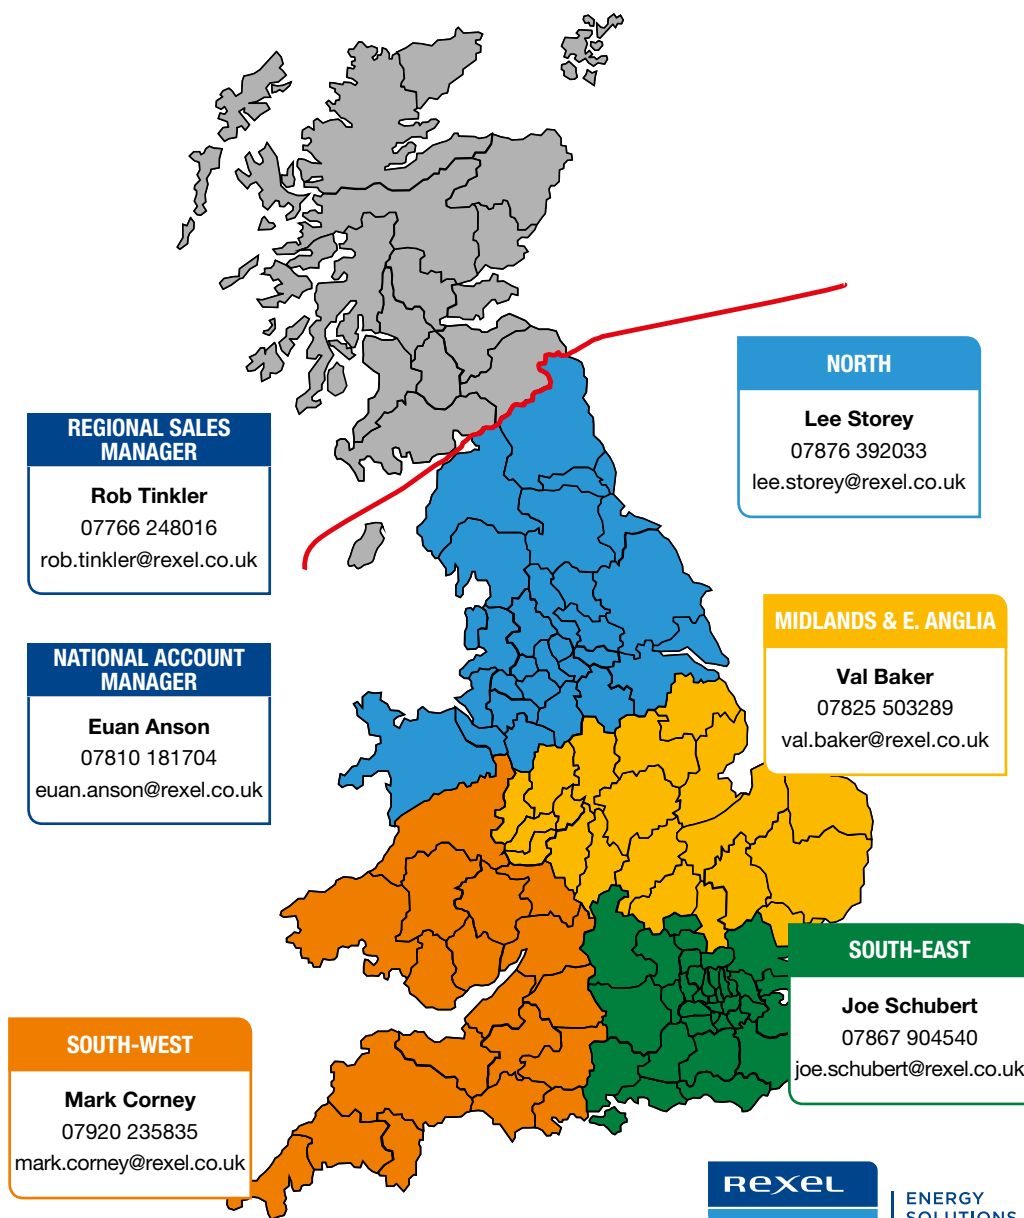 NORTH
Lee Storey
07876 392033
lee.storey@rexel.co.uk
REGIONAL SALES
MANAGER
Rob Tinkler
07766 248016
rob.tinkler@rexel.co.uk
MIDLANDS & E. ANGLIA
Val Baker
07825 503289
val.baker@rexel.co.uk
NATIONAL ACCOUNT
MANAGER
Euan Anson
07810 181704
euan.anson@rexel.co.uk
SOUTH-EAST
Joe Schubert
07867 904540
joe.schubert@rexel.co.uk
SOUTH-WEST
Mark Corney
07920 235835
mark.corney@rexel.co.uk
REXEL
ENERGY
SOLUTIONS